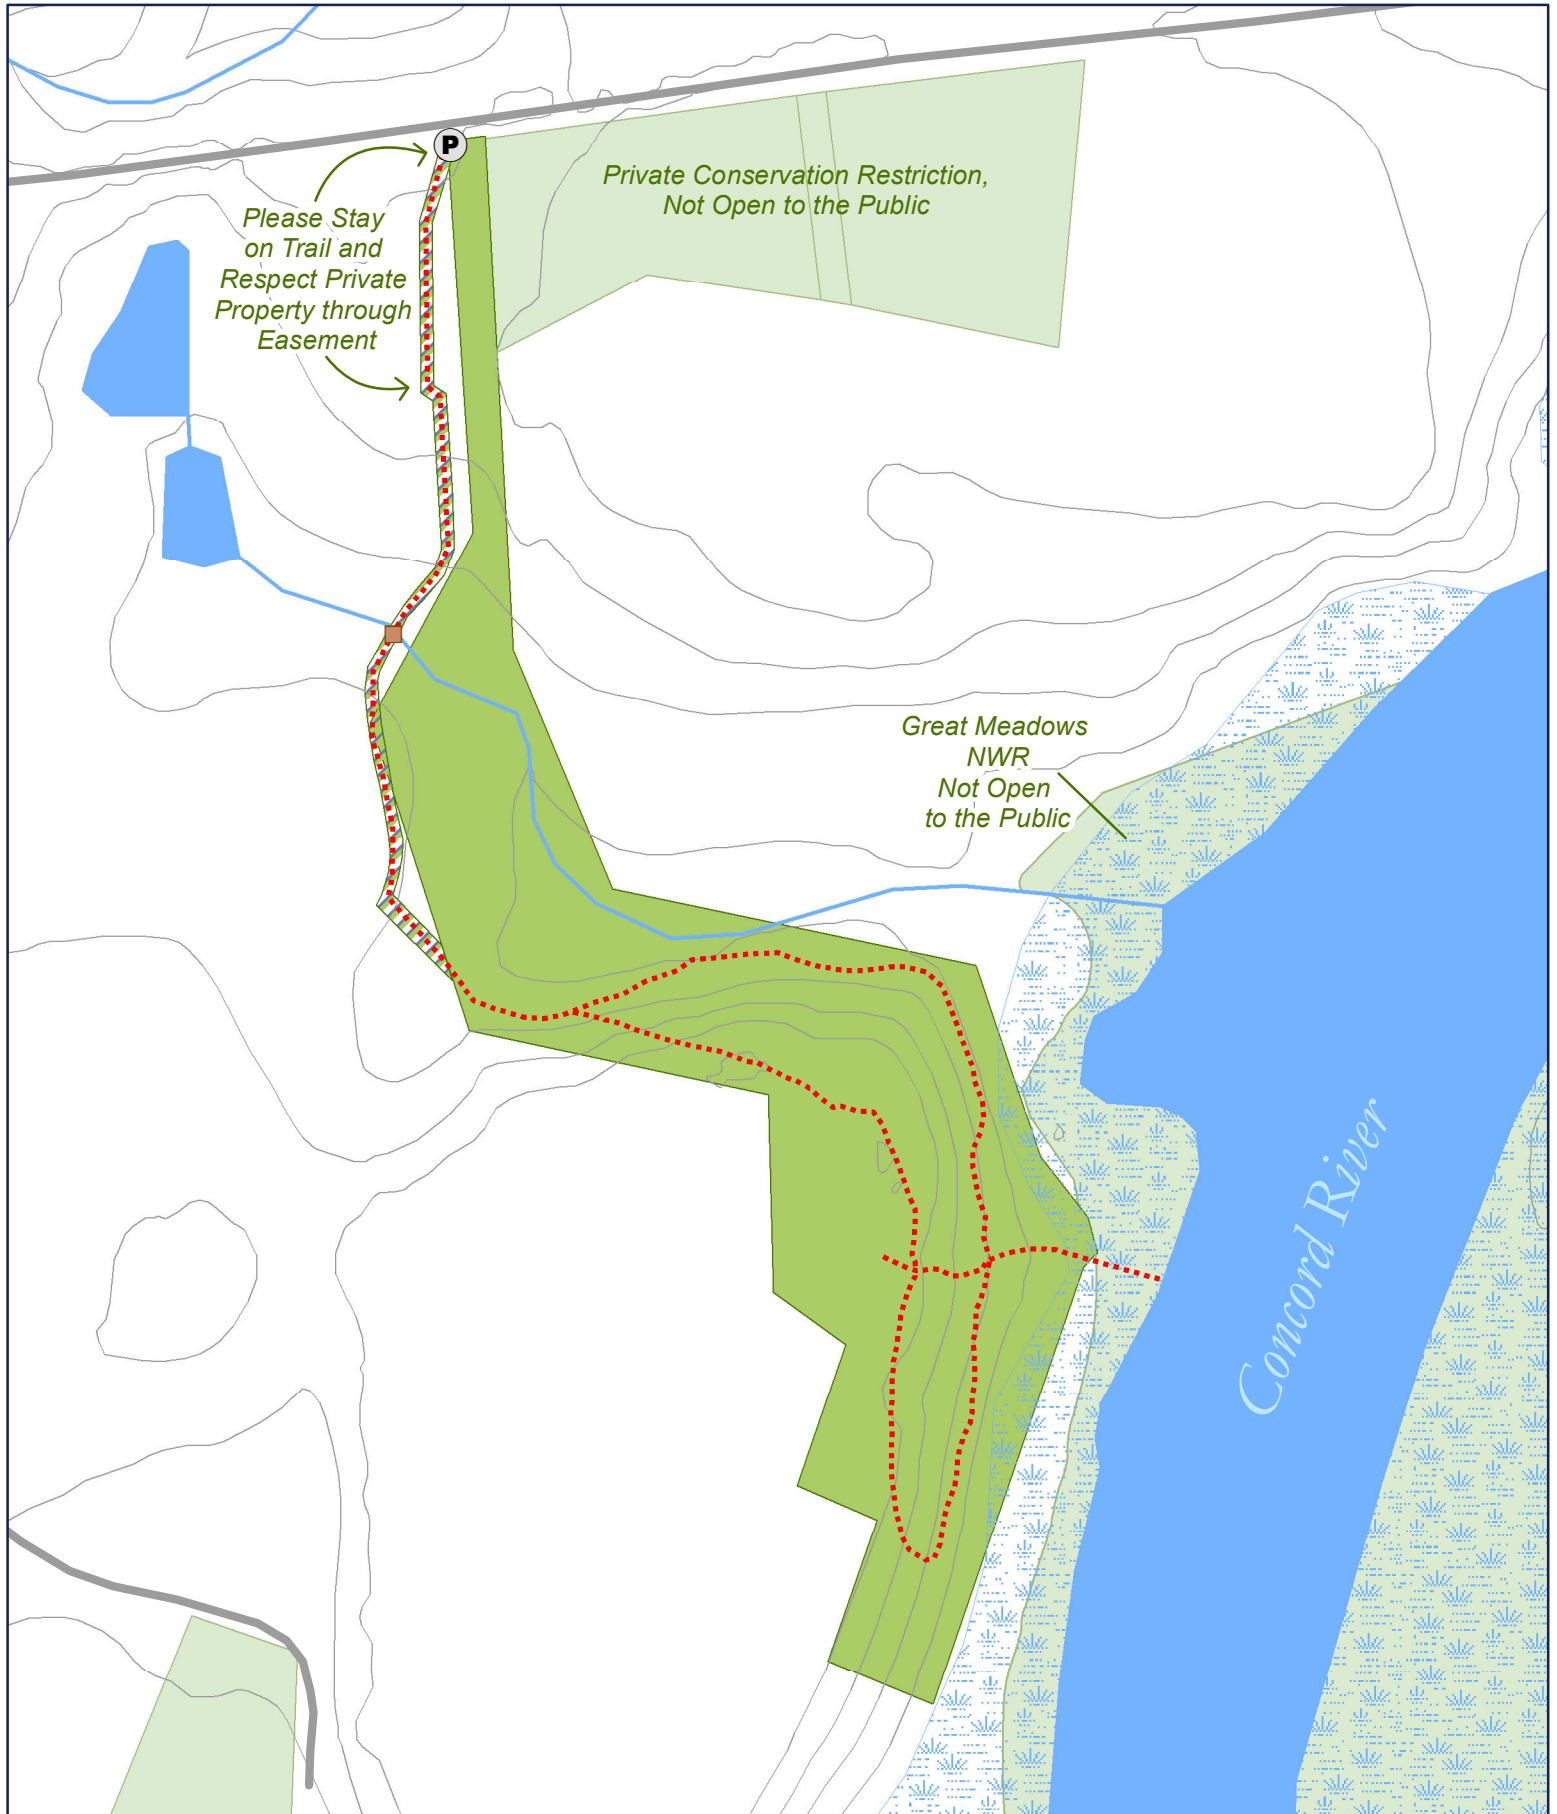 P
Private Conservation Restriction,
Not Open to the Public
Please Stay
on Trail and
Respect Private
Property through
Easement
Great Meadows
NWR
Not Open
to the Public
Concord River